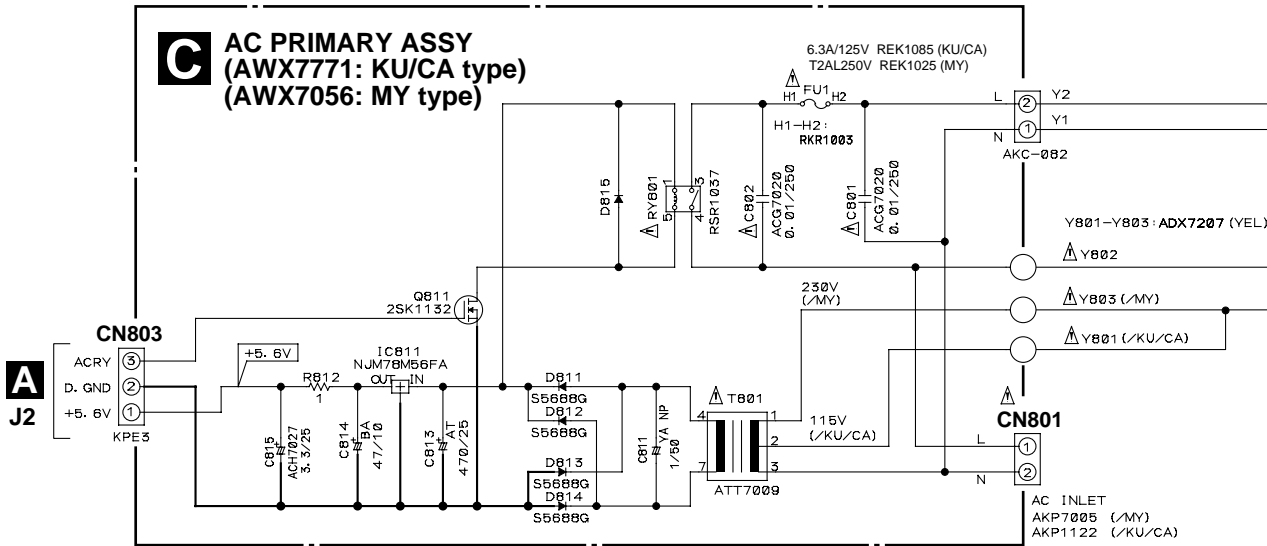 C
AC PRIMARY ASSY
(AWX7771: KU/CA type)
(AWX7056: MY type)
6.3A/125V REK1085 (KU/CA)
T2AL250V REK1025 (MY)
FU1
H1 H2
H1-H2:
RKR1003
L 2 Y2
N 1 Y1
AKC-082
D815
RY801
1 3
5 4
RSR1037
C802
ACG7020
0.01/250
C801
ACG7020
0.01/250
Y801-Y803: ADX7207 (YEL)
Y802
230V
(/MY)
Y803 (/MY)
Y801 (/KU/CA)
Q811
2SK1132
CN803
A
J2
ACRY 3
D.GND 2
+5.6V 1
KPE3
+5.6V
R812
1
IC811
NJM78M56FA
OUT IN
C815
ACH7027
3.3/25
C814
BA
47/10
C813
AT
470/25
D811
S5688G
D812
S5688G
D813
S5688G
D814
S5688G
C811
YA NP
1/50
T801
4 1
2
7 3
ATT7009
115V
(/KU/CA)
CN801
L 1
N 2
AC INLET
AKP7005 (/MY)
AKP1122 (/KU/CA)